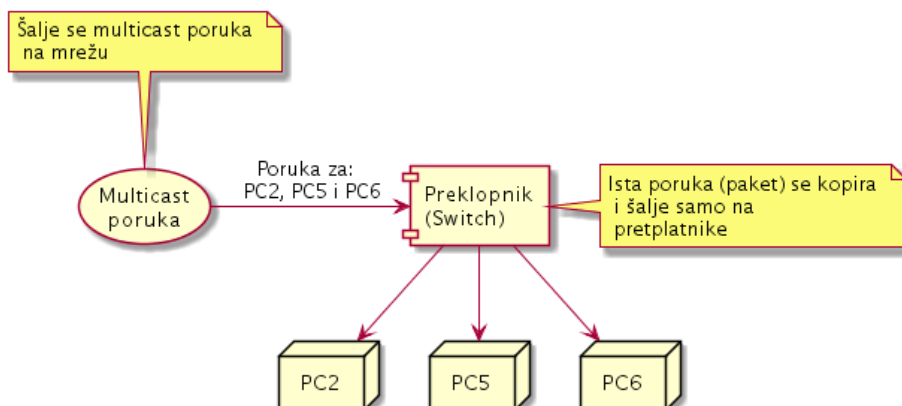 Šalje se multicast poruka
na mrežu
Poruka za:
PC2, PC5 i PC6
Multicast
poruka
Preklopnik
(Switch)
Ista poruka (paket) se kopira
i šalje samo na
pretplatnike
PC2
PC5
PC6